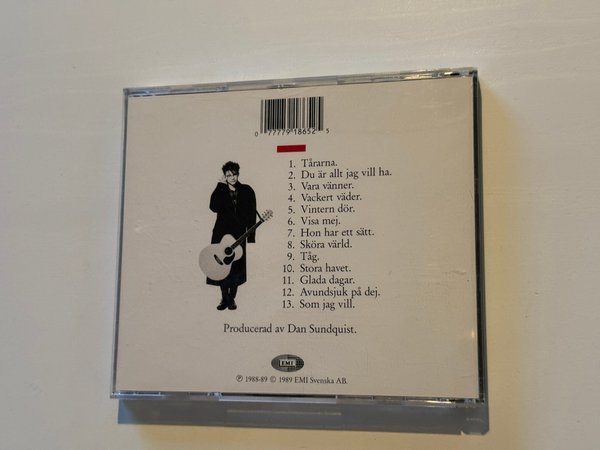 0 77779 18652 5
1. Tårarna.
2. Du är allt jag vill ha.
3. Vara vänner.
4. Vackert väder.
5. Vintern dör.
6. Visa mej.
7. Hon har ett sätt.
8. Sköra värld.
9. Tåg.
10. Stora havet.
11. Glada dagar.
12. Avundsjuk på dej.
13. Som jag vill.
Producerad av Dan Sundquist.
EMI
℗ 1988-89 © 1989 EMI Svenska AB.